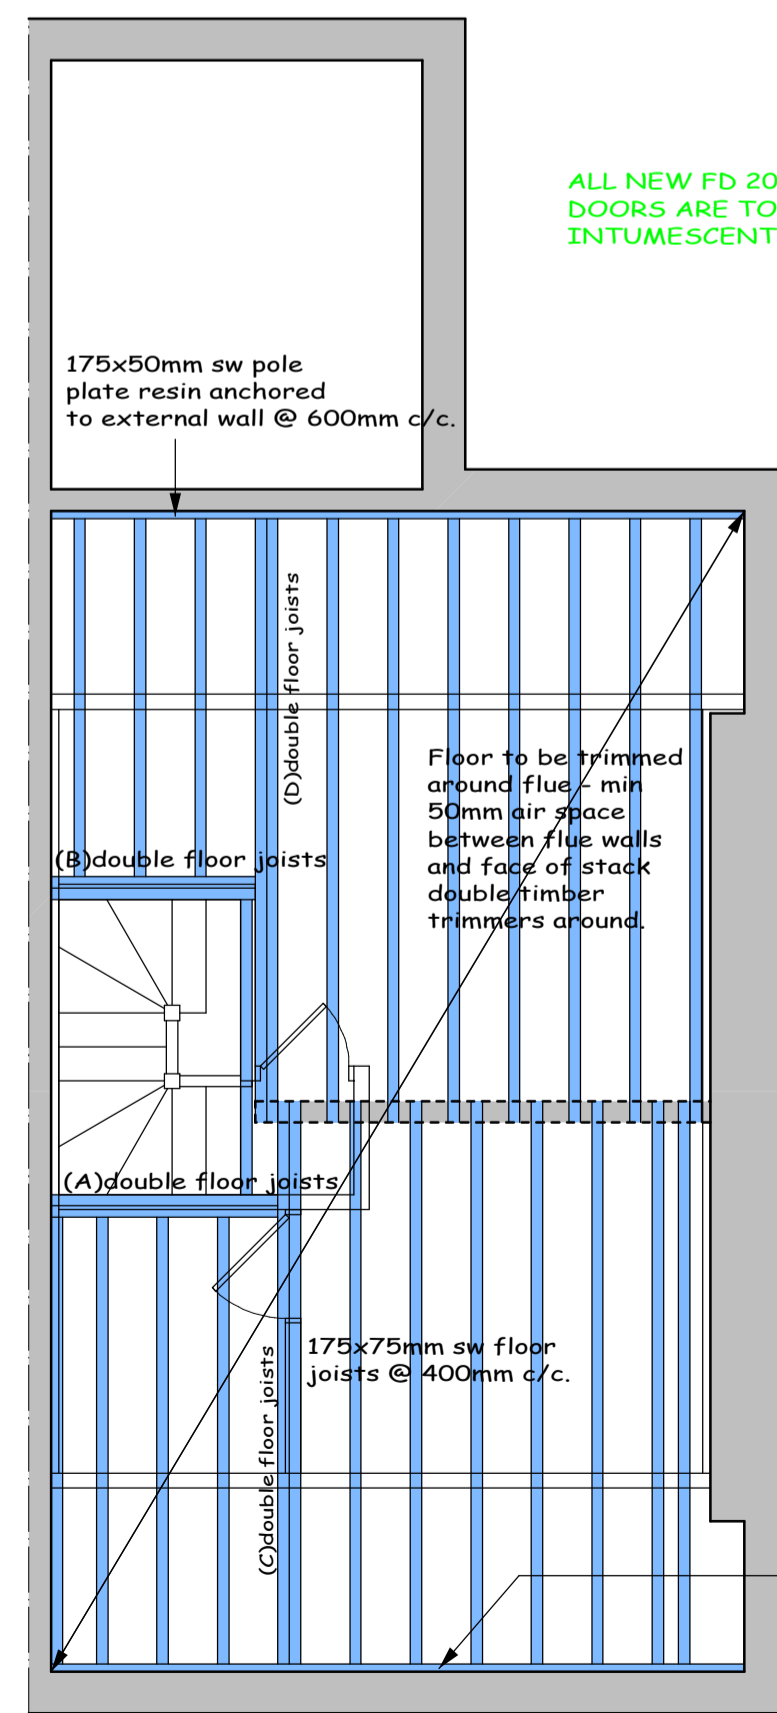 ALL NEW FD 20
DOORS ARE TO
INTUMESCENT
175x50mm sw pole
plate resin anchored
to external wall @ 600mm c/c.
(D)double floor joists
Floor to be trimmed
around flue - min
50mm air space
between flue walls
and face of stack
double timber
trimmers around.
(B)double floor joists
(A)double floor joists
175x75mm sw floor
joists @ 400mm c/c.
(C)double floor joists